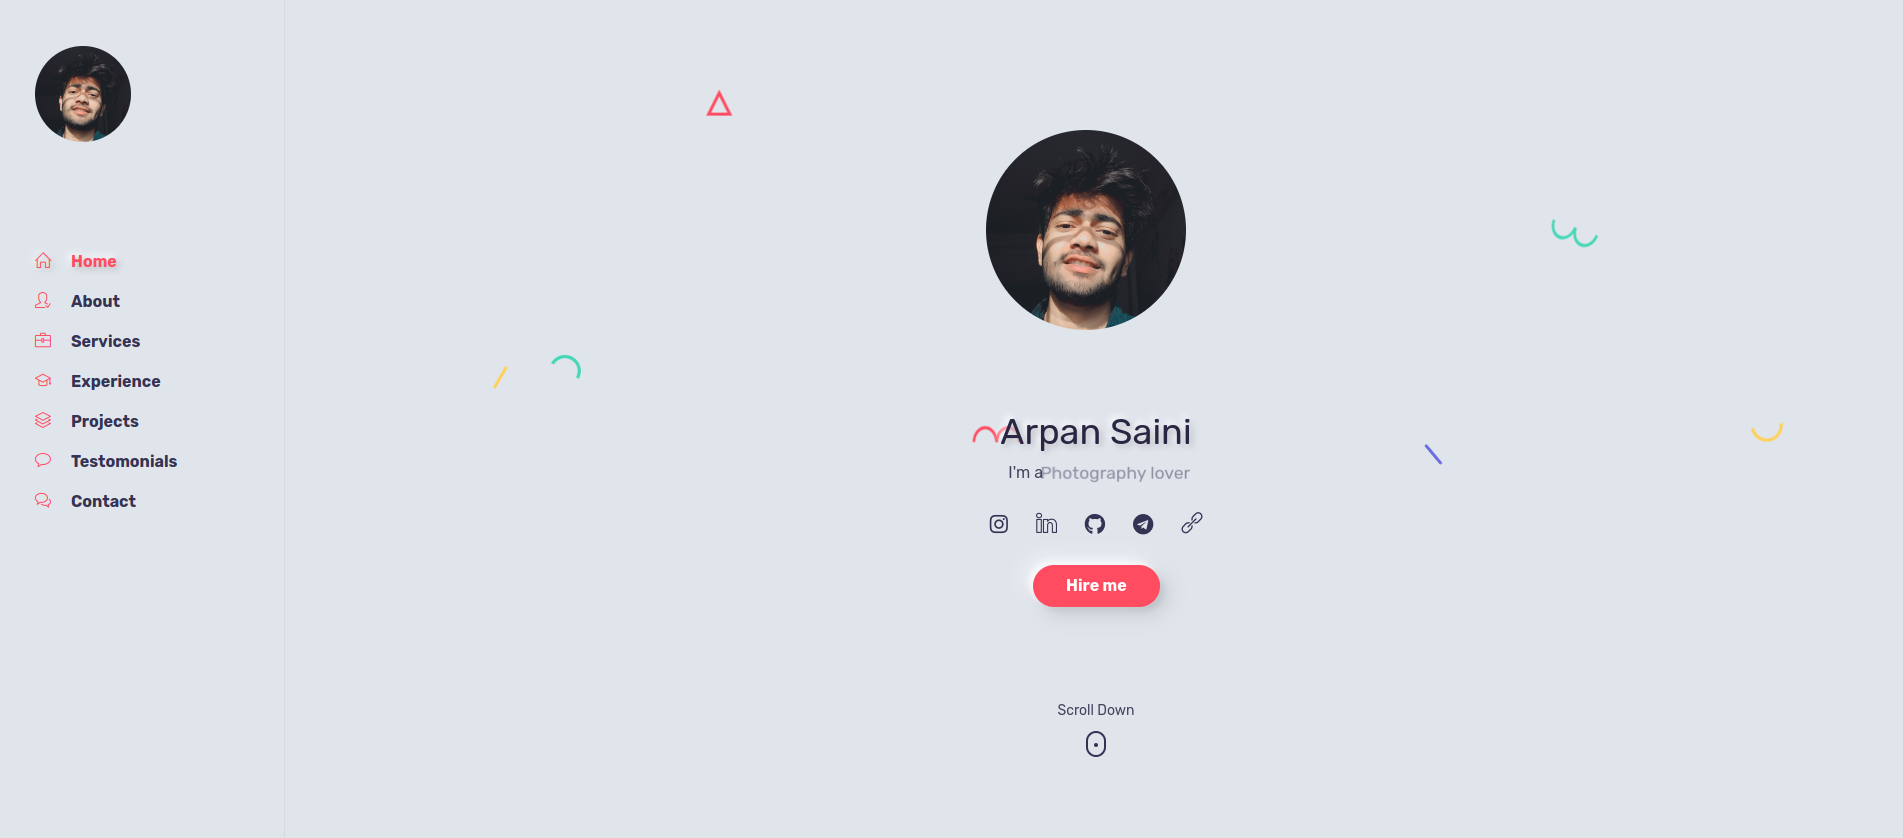 Home
About
Services
Experience
Projects
Testomonials
Contact
Arpan Saini
I'm a Photography lover
Hire me
Scroll Down